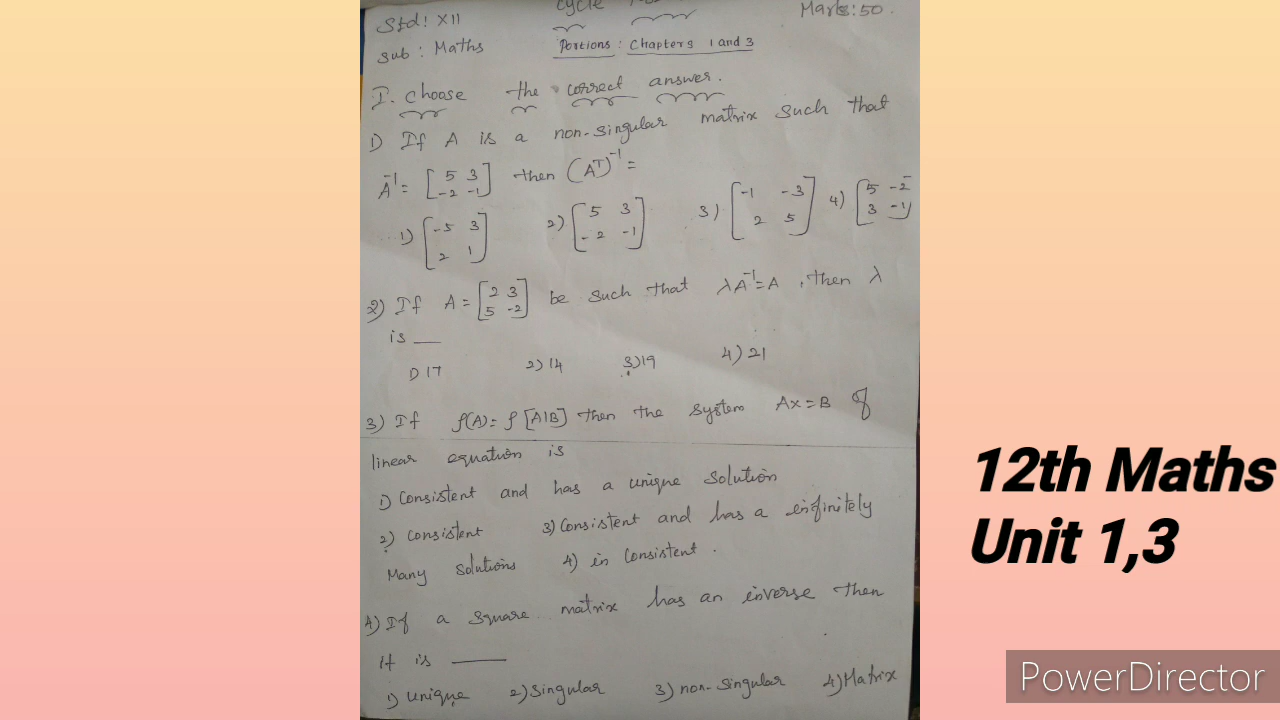 Std: XII
cycle
Marks: 50.
Sub : Maths
Portions : Chapters 1 and 3
I. choose the correct answer.
1) If A is a non-singular matrix such that
A⁻¹ = [5 3; -2 -1] then (Aᵀ)⁻¹ =
1) [-5 3; 2 1] 2) [5 3; -2 -1] 3) [-1 -3; 2 5] 4) [5 -2; 3 -1]
2) If A = [2 3; 5 -2] be such that λA⁻¹ = A, then λ
is __
1) 17 2) 14 3) 19 4) 21
3) If ρ(A) = ρ[A|B] then the system AX = B of
linear equation is
1) Consistent and has a unique solution
2) Consistent 3) Consistent and has a infinitely
Many solutions 4) in Consistent.
4) If a square matrix has an inverse then
it is ___
1) unique 2) Singular 3) non-singular 4) Matrix
12th Maths
Unit 1,3
PowerDirector